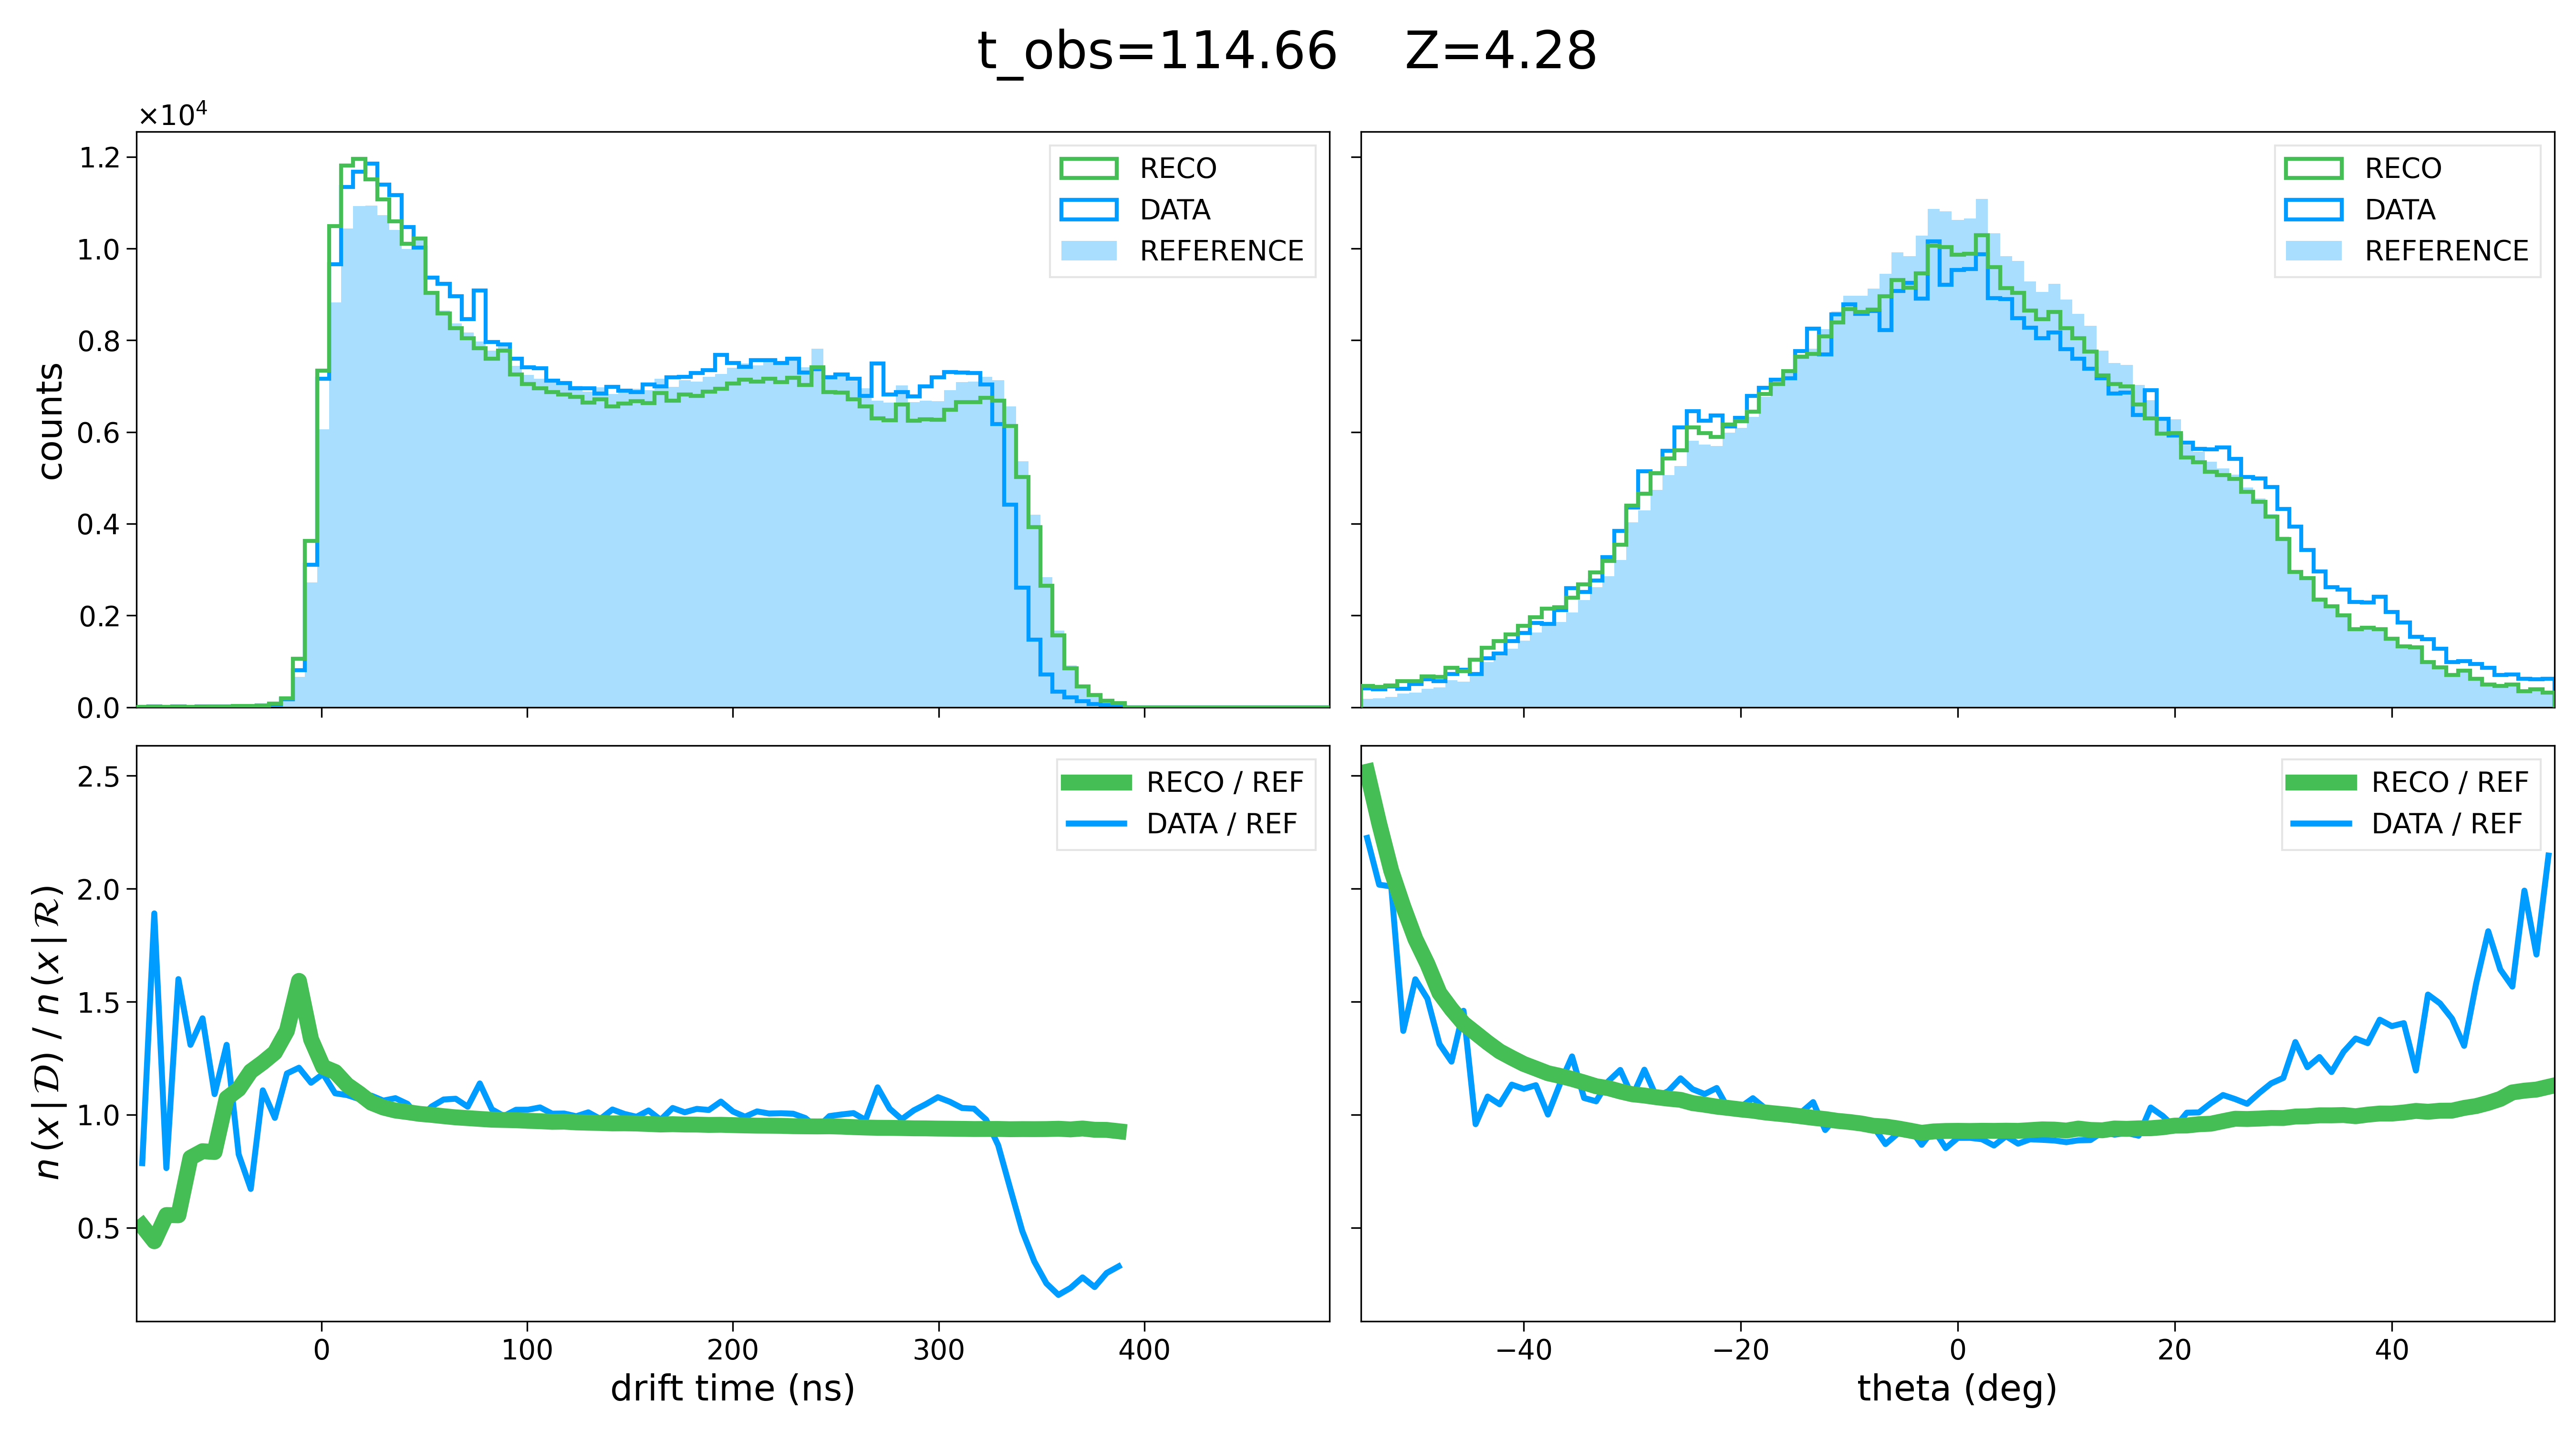 t_obs=114.66    Z=4.28
×10⁴
1.2
1.0
0.8
0.6
0.4
0.2
0.0
counts
RECO
DATA
REFERENCE
RECO
DATA
REFERENCE
2.5
2.0
1.5
1.0
0.5
n(x|𝒟) / n(x|ℛ)
RECO / REF
DATA / REF
0 100 200 300 400
drift time (ns)
RECO / REF
DATA / REF
−40 −20 0 20 40
theta (deg)